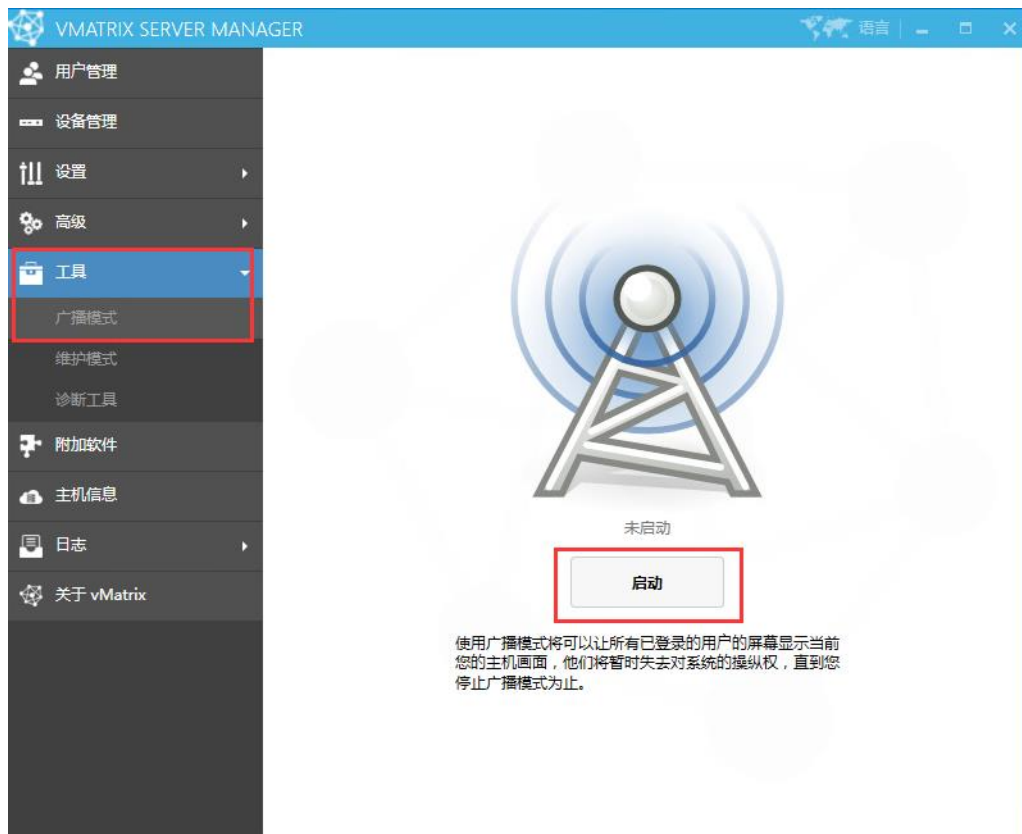 VMATRIX SERVER MANAGER
语言
用户管理
设备管理
设置
高级
工具
广播模式
维护模式
诊断工具
附加软件
主机信息
日志
关于 vMatrix
未启动
启动
使用广播模式将可以让所有已登录的用户的屏幕显示当前
您的主机画面，他们将暂时失去对系统的操纵权，直到您
停止广播模式为止。